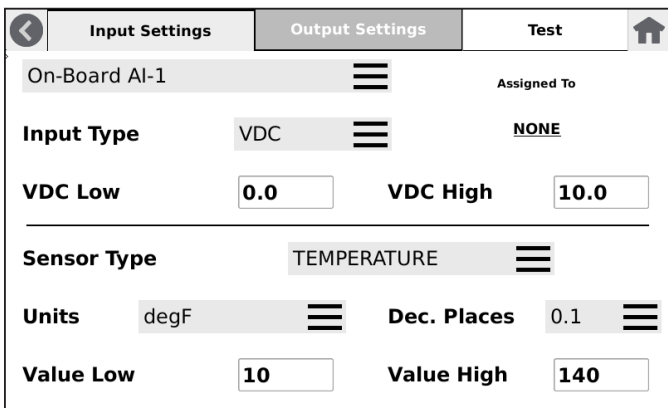 Input Settings Output Settings Test
On-Board AI-1
Assigned To
Input Type VDC
NONE
VDC Low 0.0 VDC High 10.0
Sensor Type TEMPERATURE
Units degF Dec. Places 0.1
Value Low 10 Value High 140